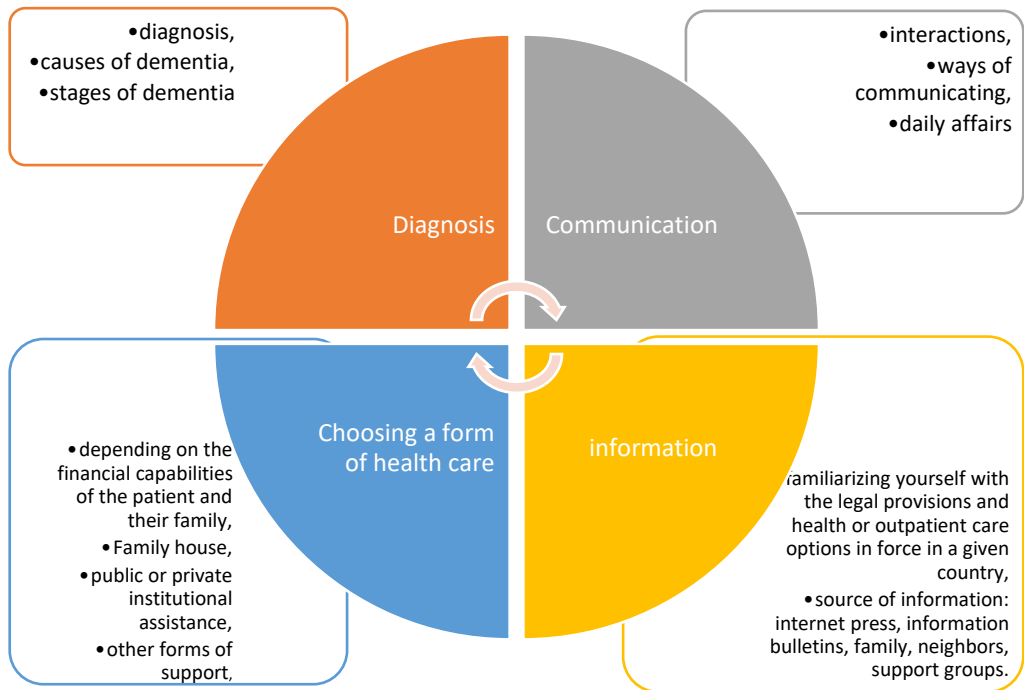 •diagnosis,
•causes of dementia,
•stages of dementia
•interactions,
•ways of
communicating,
•daily affairs
Diagnosis
Communication
Choosing a form
of health care
information
•depending on the
financial capabilities
of the patient and
their family,
•Family house,
•public or private
institutional
assistance,
•other forms of
support,
familiarizing yourself with
the legal provisions and
health or outpatient care
options in force in a given
country,
•source of information:
internet press, information
bulletins, family, neighbors,
support groups.